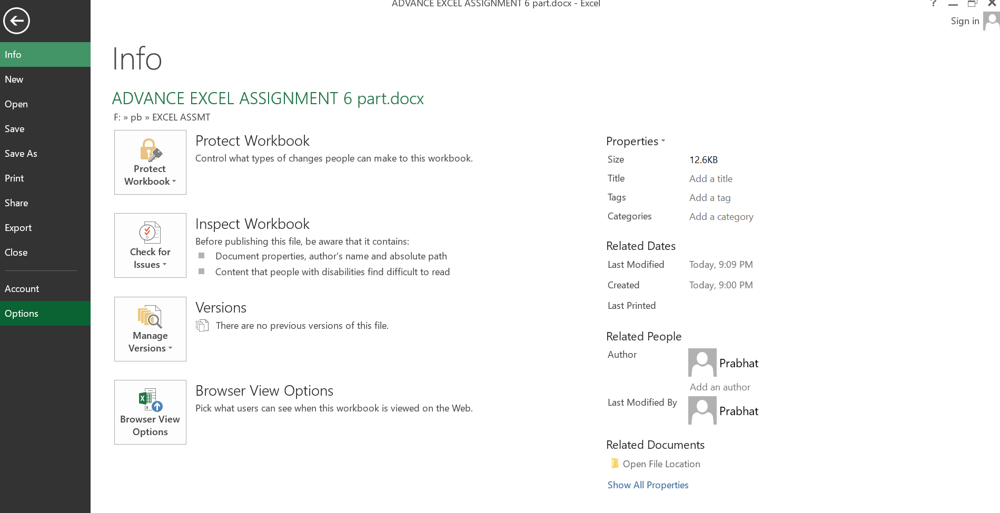 ADVANCE EXCEL ASSIGNMENT 6 part.docx - Excel
?
Sign in
Info
New
Open
Save
Save As
Print
Share
Export
Close
Account
Options
Info
ADVANCE EXCEL ASSIGNMENT 6 part.docx
F: » pb » EXCEL ASSMT
Protect
Workbook
Protect Workbook
Control what types of changes people can make to this workbook.
Check for
Issues
Inspect Workbook
Before publishing this file, be aware that it contains:
Document properties, author's name and absolute path
Content that people with disabilities find difficult to read
Manage
Versions
Versions
There are no previous versions of this file.
Browser View
Options
Browser View Options
Pick what users can see when this workbook is viewed on the Web.
Properties
Size 12.6KB
Title Add a title
Tags Add a tag
Categories Add a category
Related Dates
Last Modified Today, 9:09 PM
Created Today, 9:00 PM
Last Printed
Related People
Author Prabhat
Add an author
Last Modified By Prabhat
Related Documents
Open File Location
Show All Properties